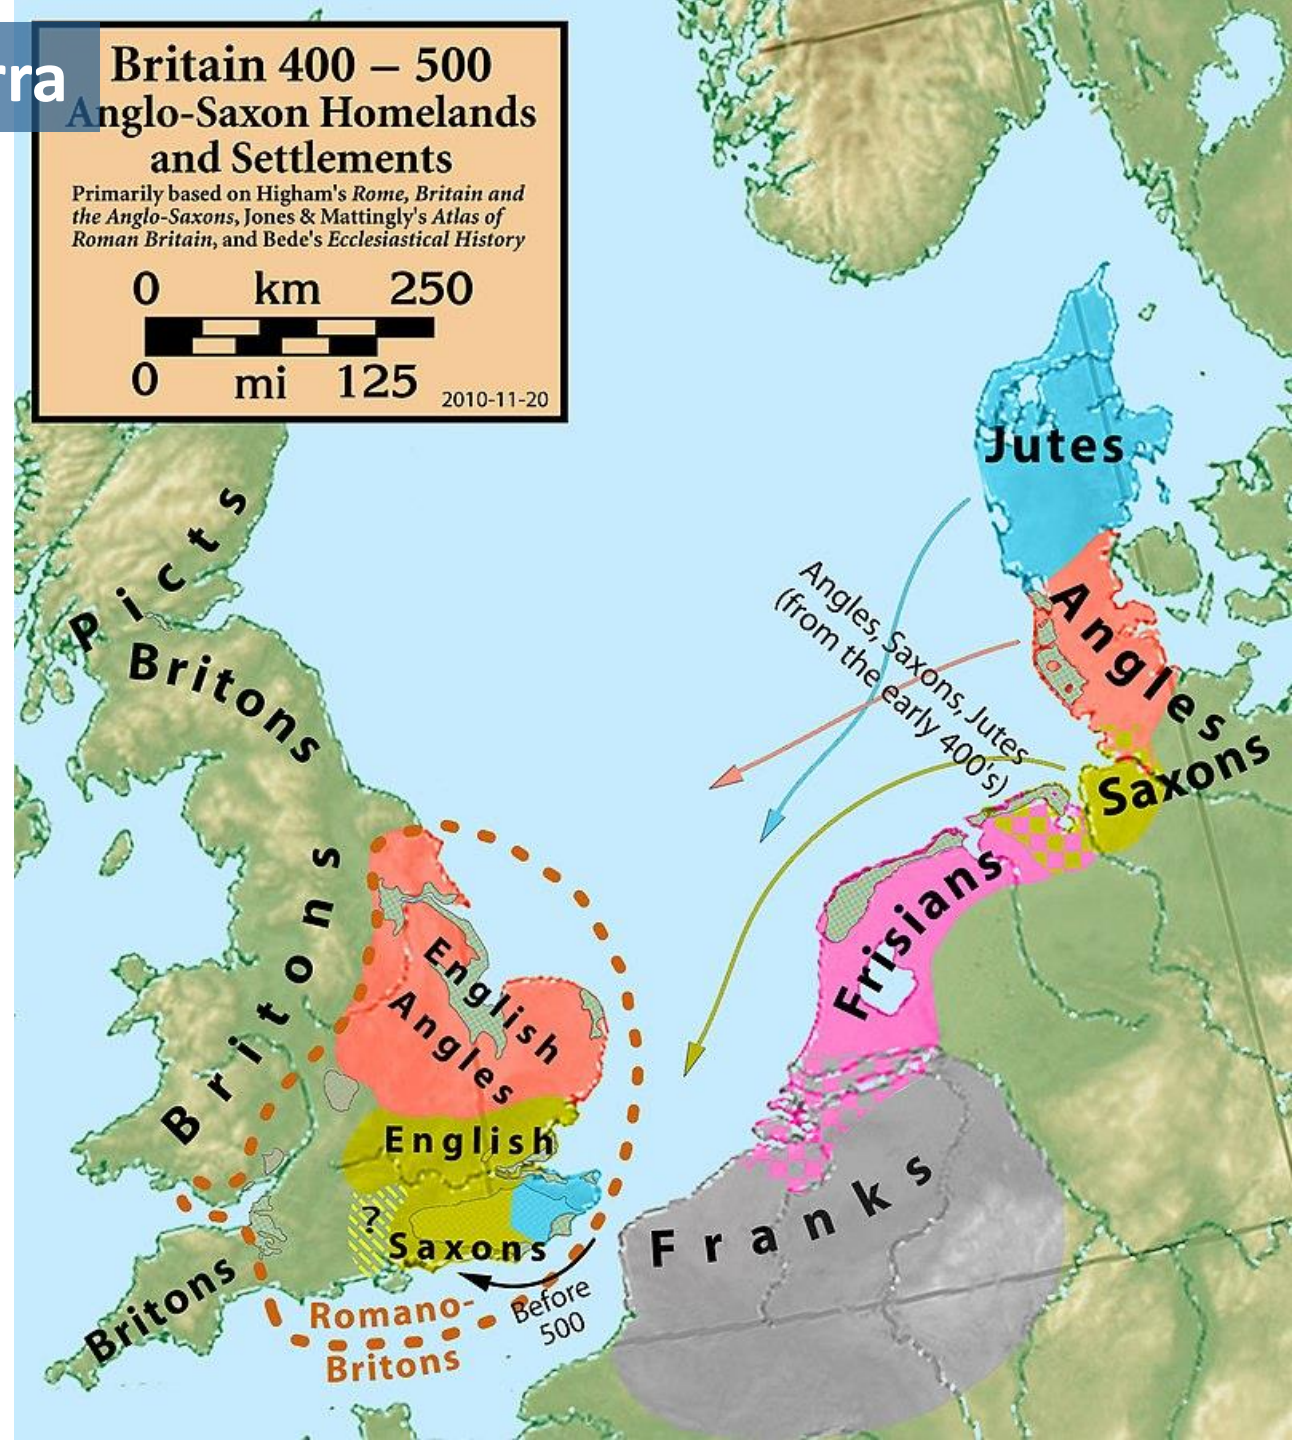 rra
Britain 400 – 500
Anglo-Saxon Homelands
and Settlements
Primarily based on Higham's Rome, Britain and
the Anglo-Saxons, Jones & Mattingly's Atlas of
Roman Britain, and Bede's Ecclesiastical History
0 km 250
0 mi 125
2010-11-20
Jutes
Picts
Angles, Saxons, Jutes
(from the early 400's)
Angles
Britons
Saxons
Frisians
Britons
English
Angles
English
?
Saxons
Franks
Britons
Before
500
Romano-
Britons